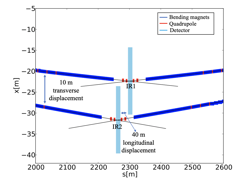 Bending magnets
Quadrapole
Detector
−5
−10
−15
−20
−25
−30
−35
−40
x[m]
10 m
transverse
displacement
IR1
IR2
40 m
longitudinal
displacement
2000
2100
2200
2300
2400
2500
2600
s[m]